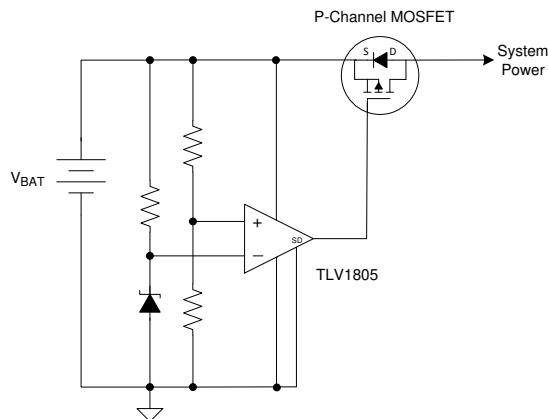 P-Channel MOSFET
S D
System
Power
VBAT
+
−
SD
TLV1805